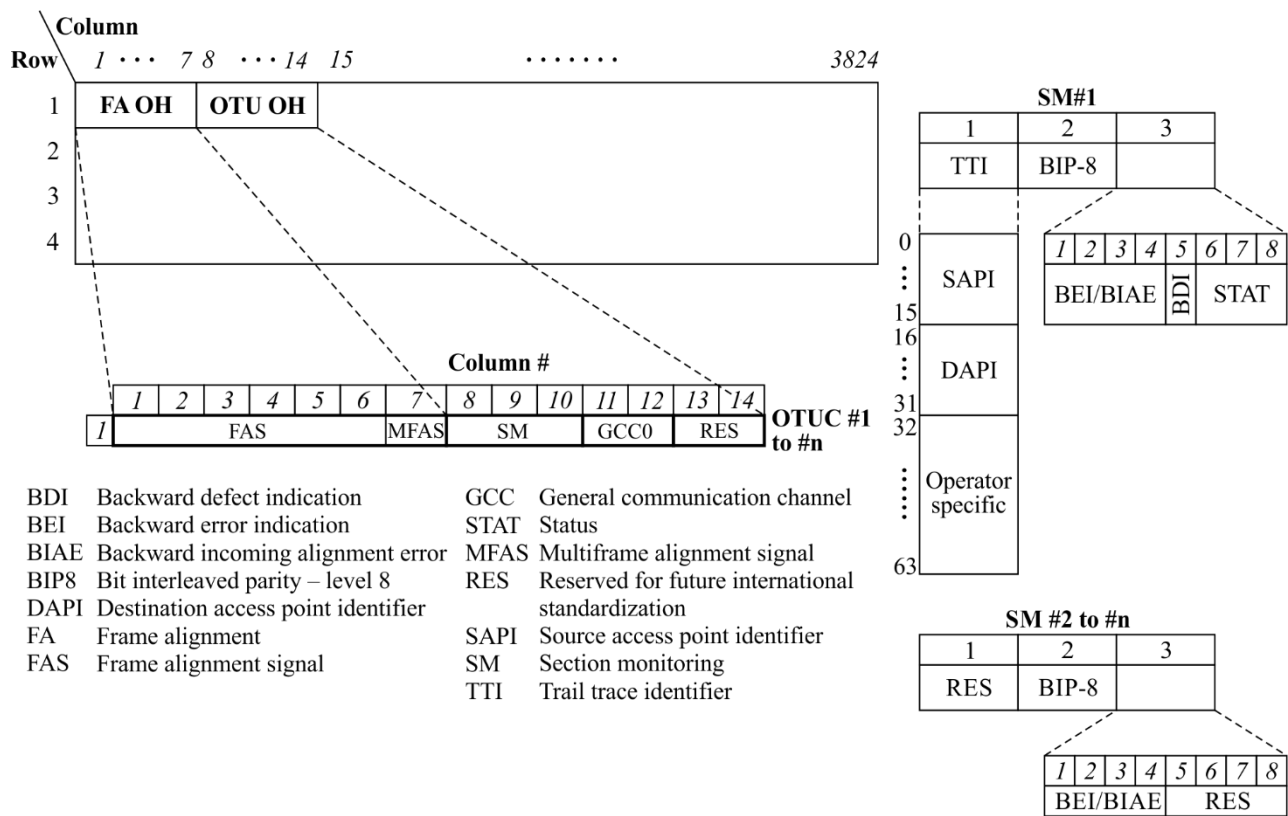 Column
Row 1 ··· 7 8 ··· 14 15 ······· 3824
1 FA OH OTU OH
2
3
4
Column #
1 2 3 4 5 6 7 8 9 10 11 12 13 14
1 FAS MFAS SM GCC0 RES
OTUC #1
to #n
BDI Backward defect indication
BEI Backward error indication
BIAE Backward incoming alignment error
BIP8 Bit interleaved parity – level 8
DAPI Destination access point identifier
FA Frame alignment
FAS Frame alignment signal
GCC General communication channel
STAT Status
MFAS Multiframe alignment signal
RES Reserved for future international
standardization
SAPI Source access point identifier
SM Section monitoring
TTI Trail trace identifier
SM#1
1 2 3
TTI BIP-8
0
SAPI
15
16
DAPI
31
32
Operator
specific
63
1 2 3 4 5 6 7 8
BEI/BIAE BDI STAT
SM #2 to #n
1 2 3
RES BIP-8
1 2 3 4 5 6 7 8
BEI/BIAE RES